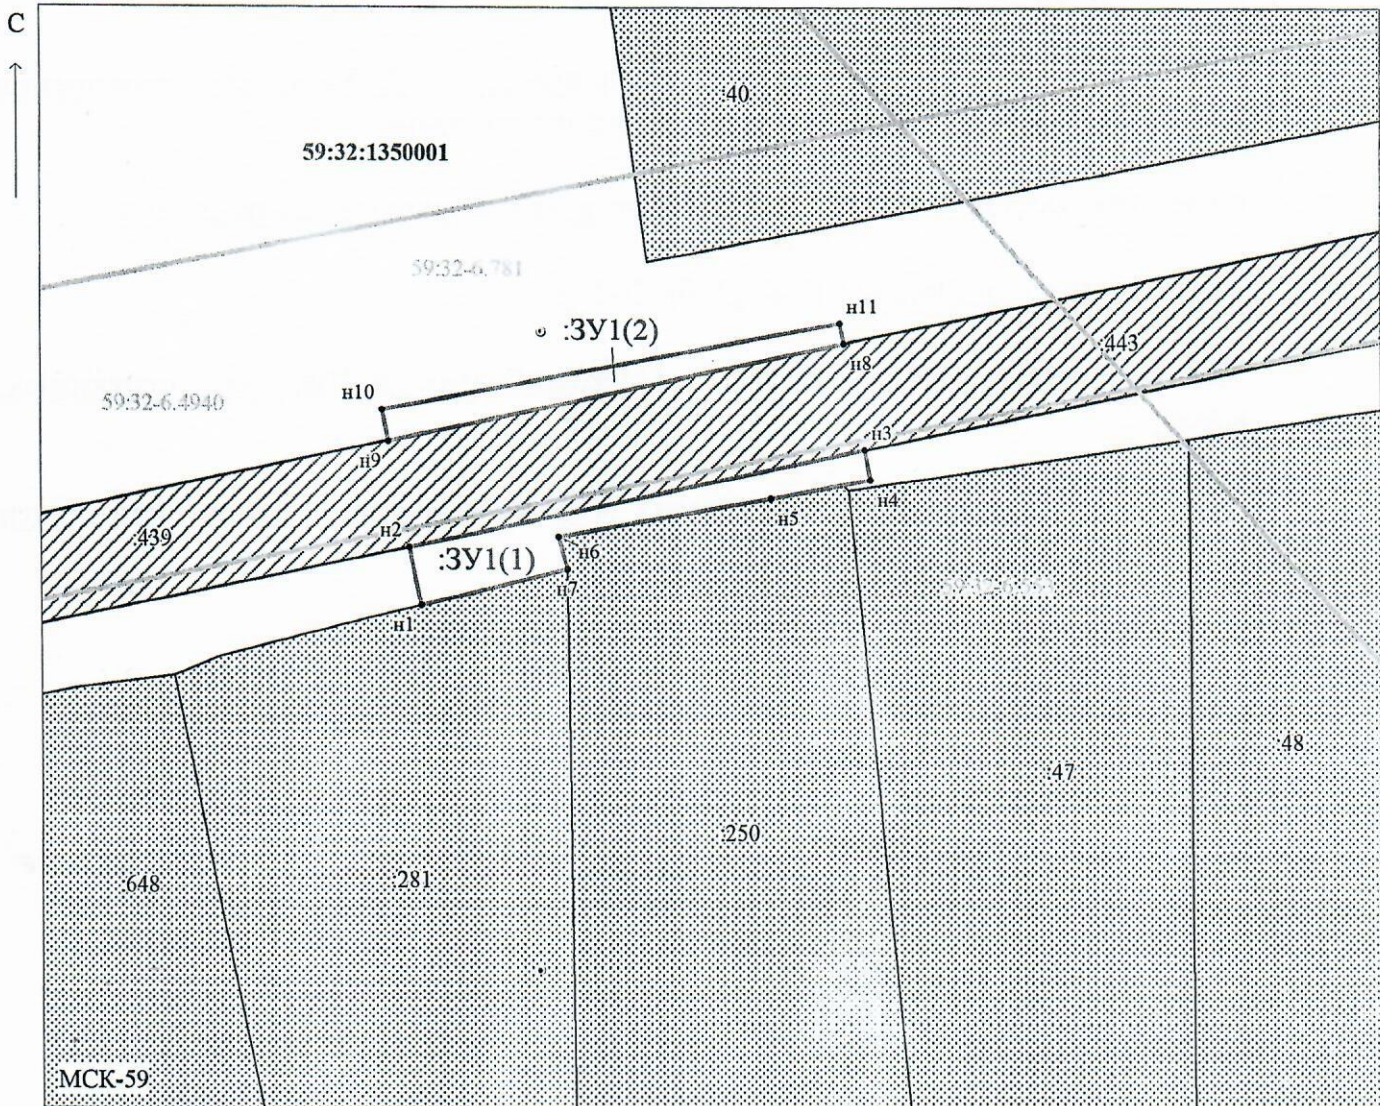 С
:40
59:32:1350001
59:32-6.781
н11
:ЗУ1(2)
н8
:443
н10
59:32-6.4940
н9
н3
н4
н5
:439
н2
:ЗУ1(1)
н6
н7
н1
:48
:47
:250
:648
:281
МСК-59